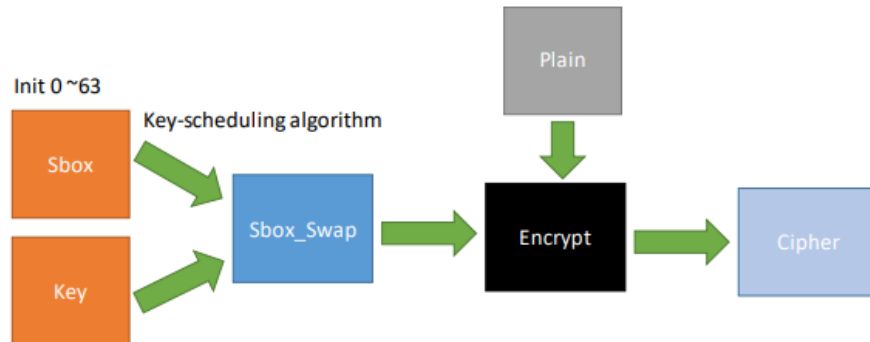 Plain
Init 0 ~63
Key-scheduling algorithm
Sbox
Sbox_Swap
Encrypt
Cipher
Key